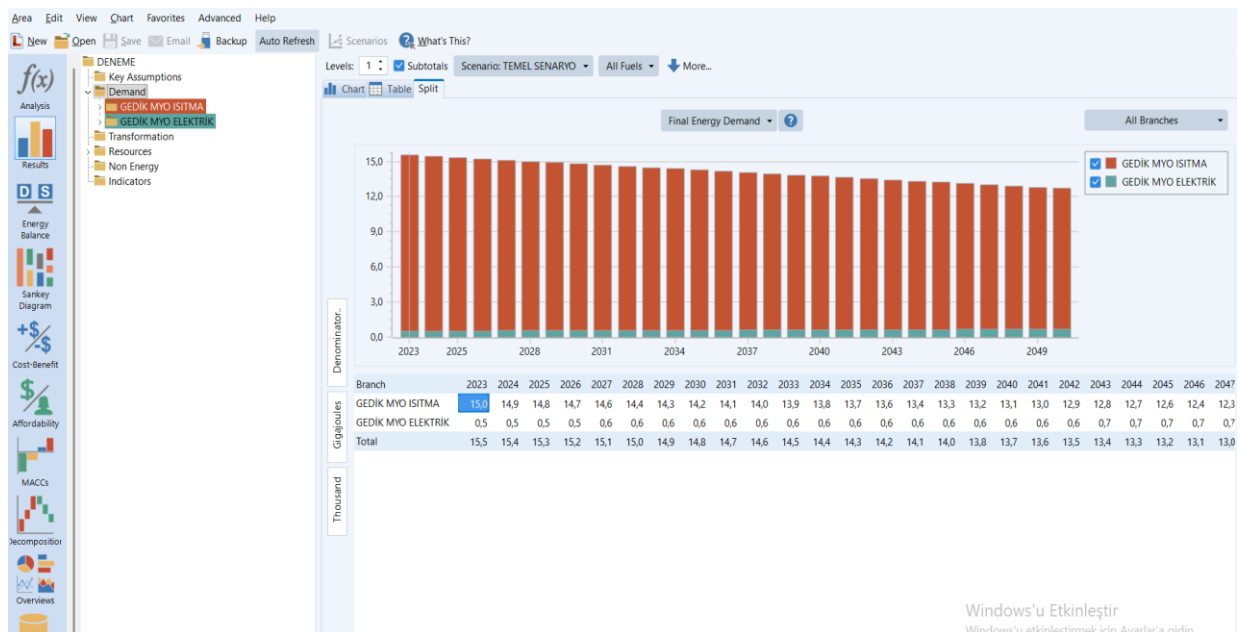 Area Edit View Chart Favorites Advanced Help
New Open Save Email Backup Auto Refresh Scenarios What's This?
f(x)
Analysis
Results
D S
Energy
Balance
Sankey
Diagram
+$/-$
Cost-Benefit
$/
Affordability
MACCs
Decomposition
Overviews
DENEME
Key Assumptions
Demand
GEDİK MYO ISITMA
GEDİK MYO ELEKTRİK
Transformation
Resources
Non Energy
Indicators
Levels: 1 Subtotals Scenario: TEMEL SENARYO All Fuels More...
Chart Table Split
Final Energy Demand ? All Branches
15,0
12,0
9,0
6,0
3,0
0,0
2023 2025 2028 2031 2034 2037 2040 2043 2046 2049
GEDİK MYO ISITMA
GEDİK MYO ELEKTRİK
Denominator..
Gigajoules
Thousand
Branch 2023 2024 2025 2026 2027 2028 2029 2030 2031 2032 2033 2034 2035 2036 2037 2038 2039 2040 2041 2042 2043 2044 2045 2046 2047
GEDİK MYO ISITMA 15,0 14,9 14,8 14,7 14,6 14,4 14,3 14,2 14,1 14,0 13,9 13,8 13,7 13,6 13,4 13,3 13,2 13,1 13,0 12,9 12,8 12,7 12,6 12,4 12,3
GEDİK MYO ELEKTRİK 0,5 0,5 0,5 0,5 0,6 0,6 0,6 0,6 0,6 0,6 0,6 0,6 0,6 0,6 0,6 0,6 0,6 0,6 0,6 0,6 0,7 0,7 0,7 0,7 0,7
Total 15,5 15,4 15,3 15,2 15,1 15,0 14,9 14,8 14,7 14,6 14,5 14,4 14,3 14,2 14,1 14,0 13,8 13,7 13,6 13,5 13,4 13,3 13,2 13,1 13,0
Windows'u Etkinleştir
Windows'u etkinleştirmek için Ayarlar'a gidin